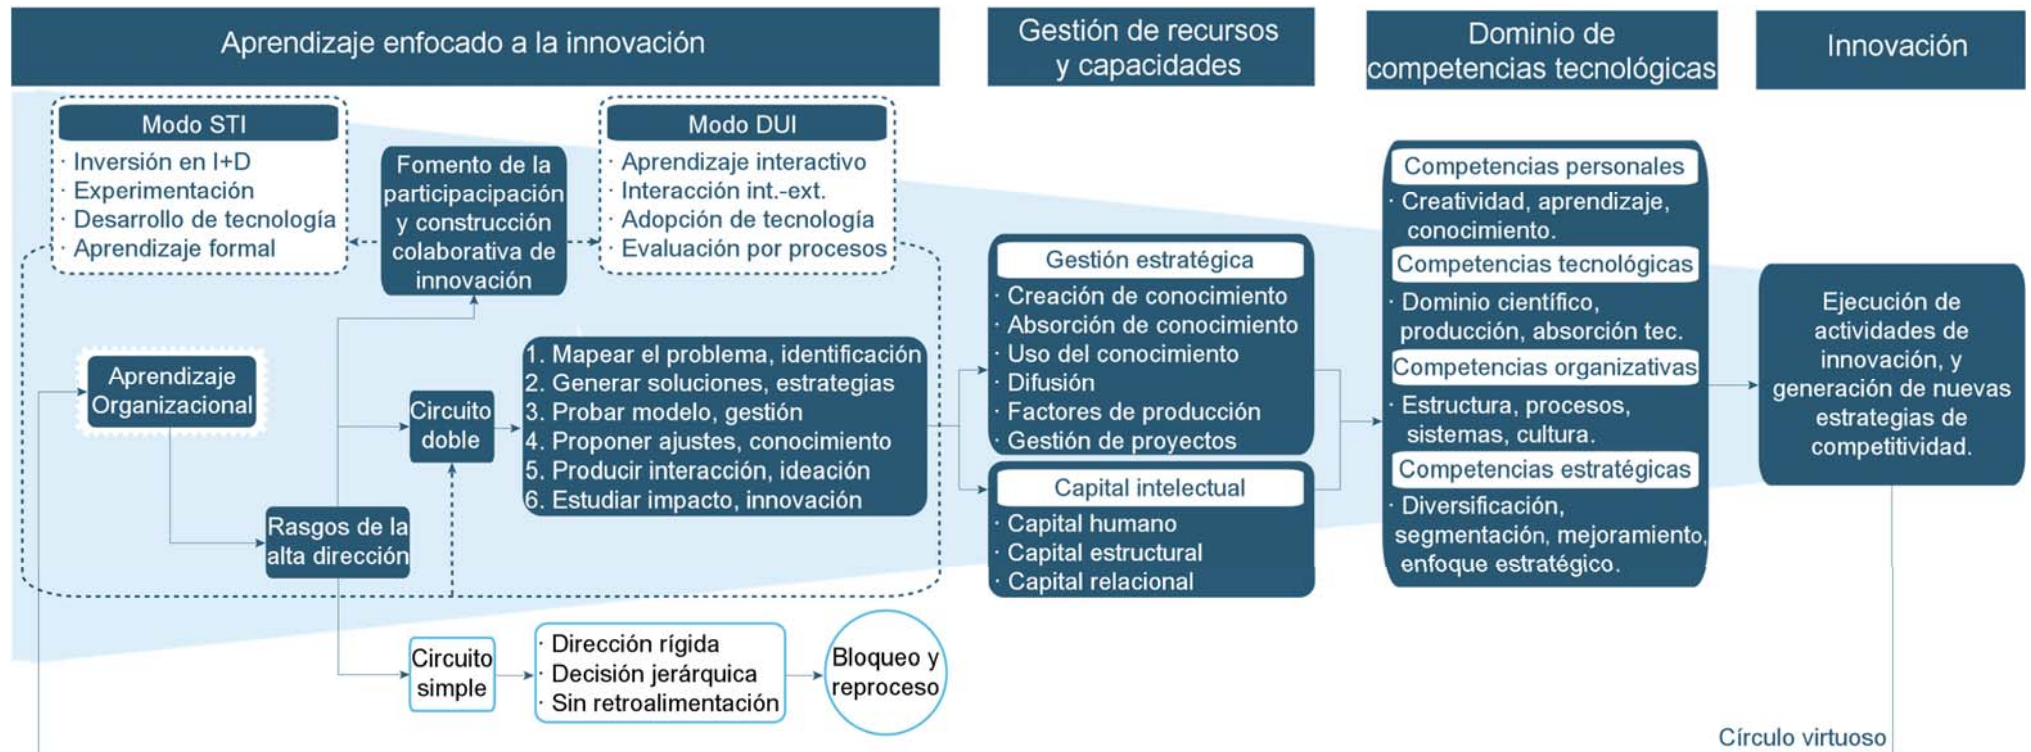 Aprendizaje enfocado a la innovación
Gestión de recursos
y capacidades
Dominio de
competencias tecnológicas
Innovación
Modo STI
· Inversión en I+D
· Experimentación
· Desarrollo de tecnología
· Aprendizaje formal
Fomento de la
participacipación
y construcción
colaborativa de
innovación
Modo DUI
· Aprendizaje interactivo
· Interacción int.-ext.
· Adopción de tecnología
· Evaluación por procesos
Aprendizaje
Organizacional
Rasgos de la
alta dirección
Circuito
doble
1. Mapear el problema, identificación
2. Generar soluciones, estrategias
3. Probar modelo, gestión
4. Proponer ajustes, conocimiento
5. Producir interacción, ideación
6. Estudiar impacto, innovación
Circuito
simple
· Dirección rígida
· Decisión jerárquica
· Sin retroalimentación
Bloqueo y
reproceso
Gestión estratégica
· Creación de conocimiento
· Absorción de conocimiento
· Uso del conocimiento
· Difusión
· Factores de producción
· Gestión de proyectos
Capital intelectual
· Capital humano
· Capital estructural
· Capital relacional
Competencias personales
· Creatividad, aprendizaje,
conocimiento.
Competencias tecnológicas
· Dominio científico,
producción, absorción tec.
Competencias organizativas
· Estructura, procesos,
sistemas, cultura.
Competencias estratégicas
· Diversificación,
segmentación, mejoramiento,
enfoque estratégico.
Ejecución de
actividades de
innovación, y
generación de nuevas
estrategias de
competitividad.
Círculo virtuoso